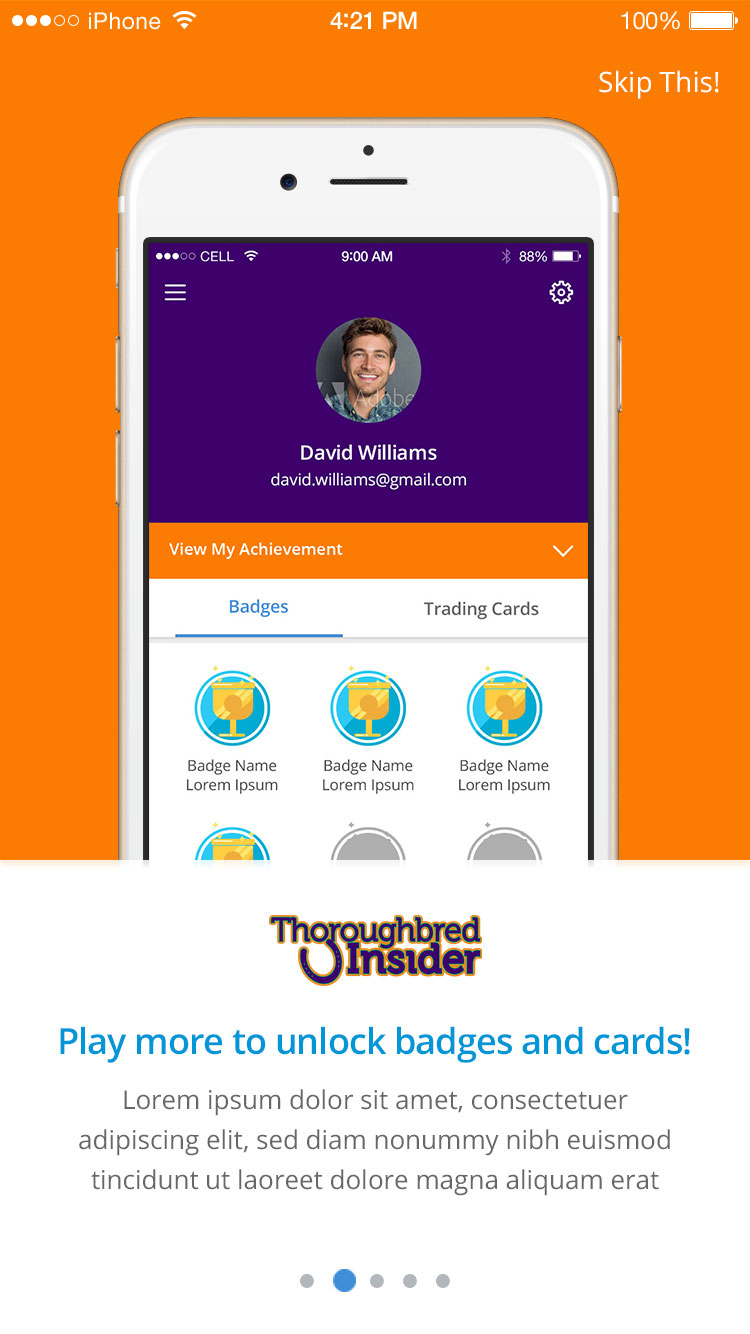 iPhone 4:21 PM 100%
Skip This!
CELL 9:00 AM 88%
Adobe
David Williams
david.williams@gmail.com
View My Achievement
Badges Trading Cards
Badge Name Badge Name Badge Name
Lorem Ipsum Lorem Ipsum Lorem Ipsum
Thoroughbred
Insider
Play more to unlock badges and cards!
Lorem ipsum dolor sit amet, consectetuer
adipiscing elit, sed diam nonummy nibh euismod
tincidunt ut laoreet dolore magna aliquam erat